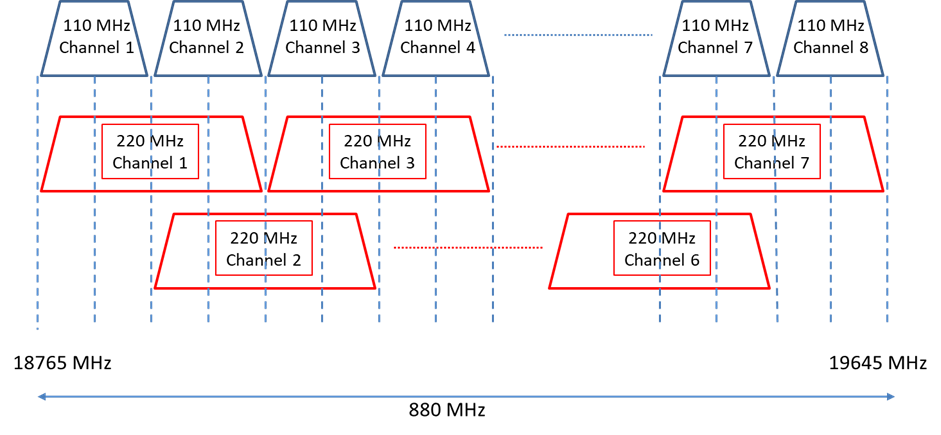 110 MHz
Channel 1
110 MHz
Channel 2
110 MHz
Channel 3
110 MHz
Channel 4
110 MHz
Channel 7
110 MHz
Channel 8
220 MHz
Channel 1
220 MHz
Channel 3
220 MHz
Channel 7
220 MHz
Channel 2
220 MHz
Channel 6
18765 MHz
19645 MHz
880 MHz